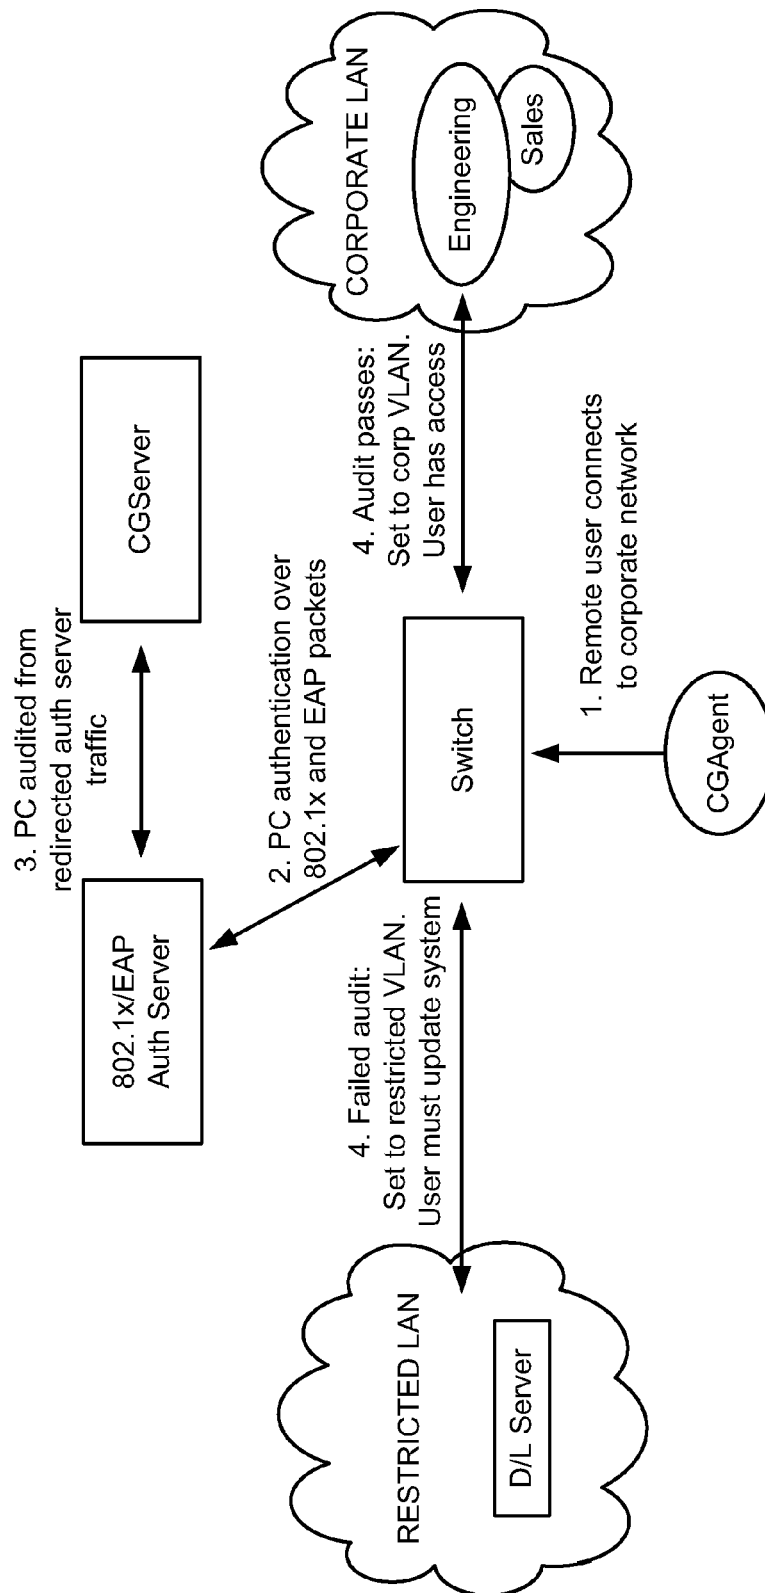 3. PC audited from
redirected auth server
traffic
802.1x/EAP
Auth Server
CGServer
2. PC authentication over
802.1x and EAP packets
4. Failed audit:
Set to restricted VLAN.
User must update system
4. Audit passes:
Set to corp VLAN.
User has access
RESTRICTED LAN
D/L Server
Switch
CORPORATE LAN
Engineering
Sales
1. Remote user connects
to corporate network
CGAgent